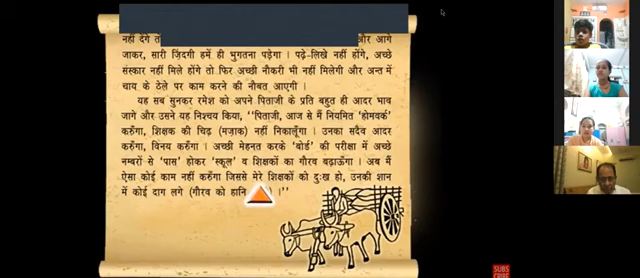 नहीं देंगे तो और आगे
जाकर, सारी ज़िंदगी हमें ही भुगतना पड़ेगा । पढ़े-लिखे नहीं होंगे, अच्छे
संस्कार नहीं मिले होंगे तो फिर अच्छी नौकरी भी नहीं मिलेगी और अन्त में
चाय के ठेले पर काम करने की नौबत आएगी ।
यह सब सुनकर रमेश को अपने पिताजी के प्रति बहुत ही आदर भाव
जागे और उसने यह निश्चय किया, ‘‘पिताजी, आज से मैं नियमित ‘होमवर्क’
करुँगा, शिक्षक की चिढ़ (मज़ाक) नहीं निकालूँगा । उनका सदैव आदर
करुँगा, विनय करुँगा । अच्छी मेहनत करके ‘बोर्ड’ की परीक्षा में अच्छे
नम्बरों से ‘पास’ होकर ‘स्कूल’ व शिक्षकों का गौरव बढ़ाऊँगा । अब मैं
ऐसा कोई काम नहीं करुँगा जिससे मेरे शिक्षकों को दुःख हो, उनकी शान
में कोई दाग लगे (गौरव को हानि ) ।’’
SUBSCRIBE